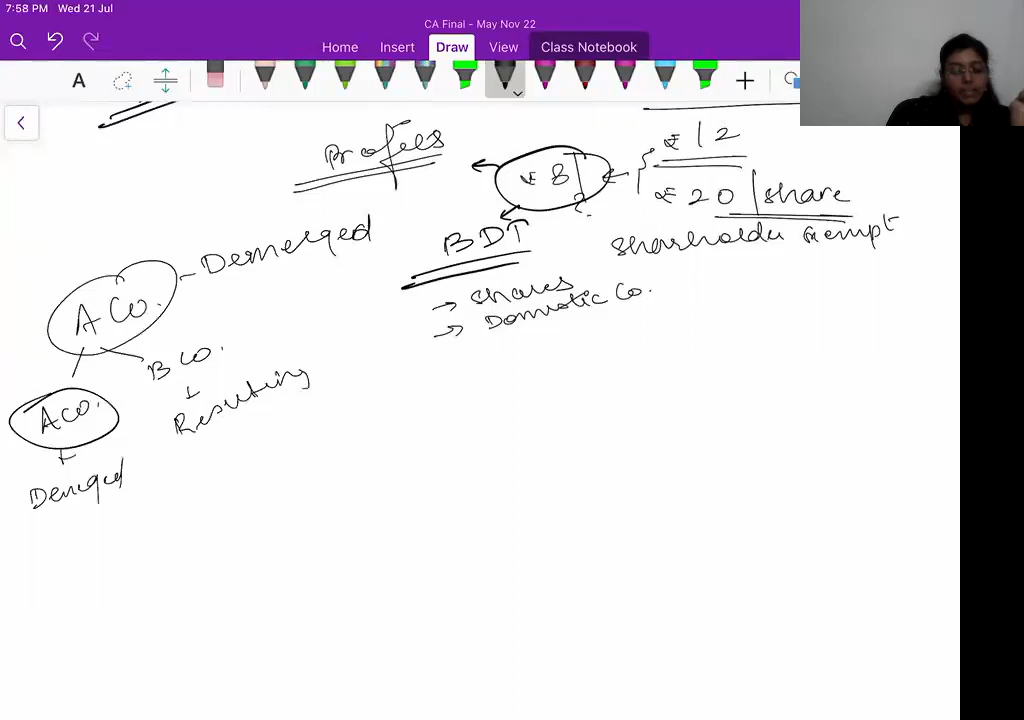 7:58 PM Wed 21 Jul
CA Final - May Nov 22
Home Insert Draw View Class Notebook
A
Profits
₹ 8
₹ 12
₹ 20/share
shareholder exempt
BDT
→ shares
→ Domestic Co.
A Co. - Demerged
A Co.
B Co.
Resulting
Demerged